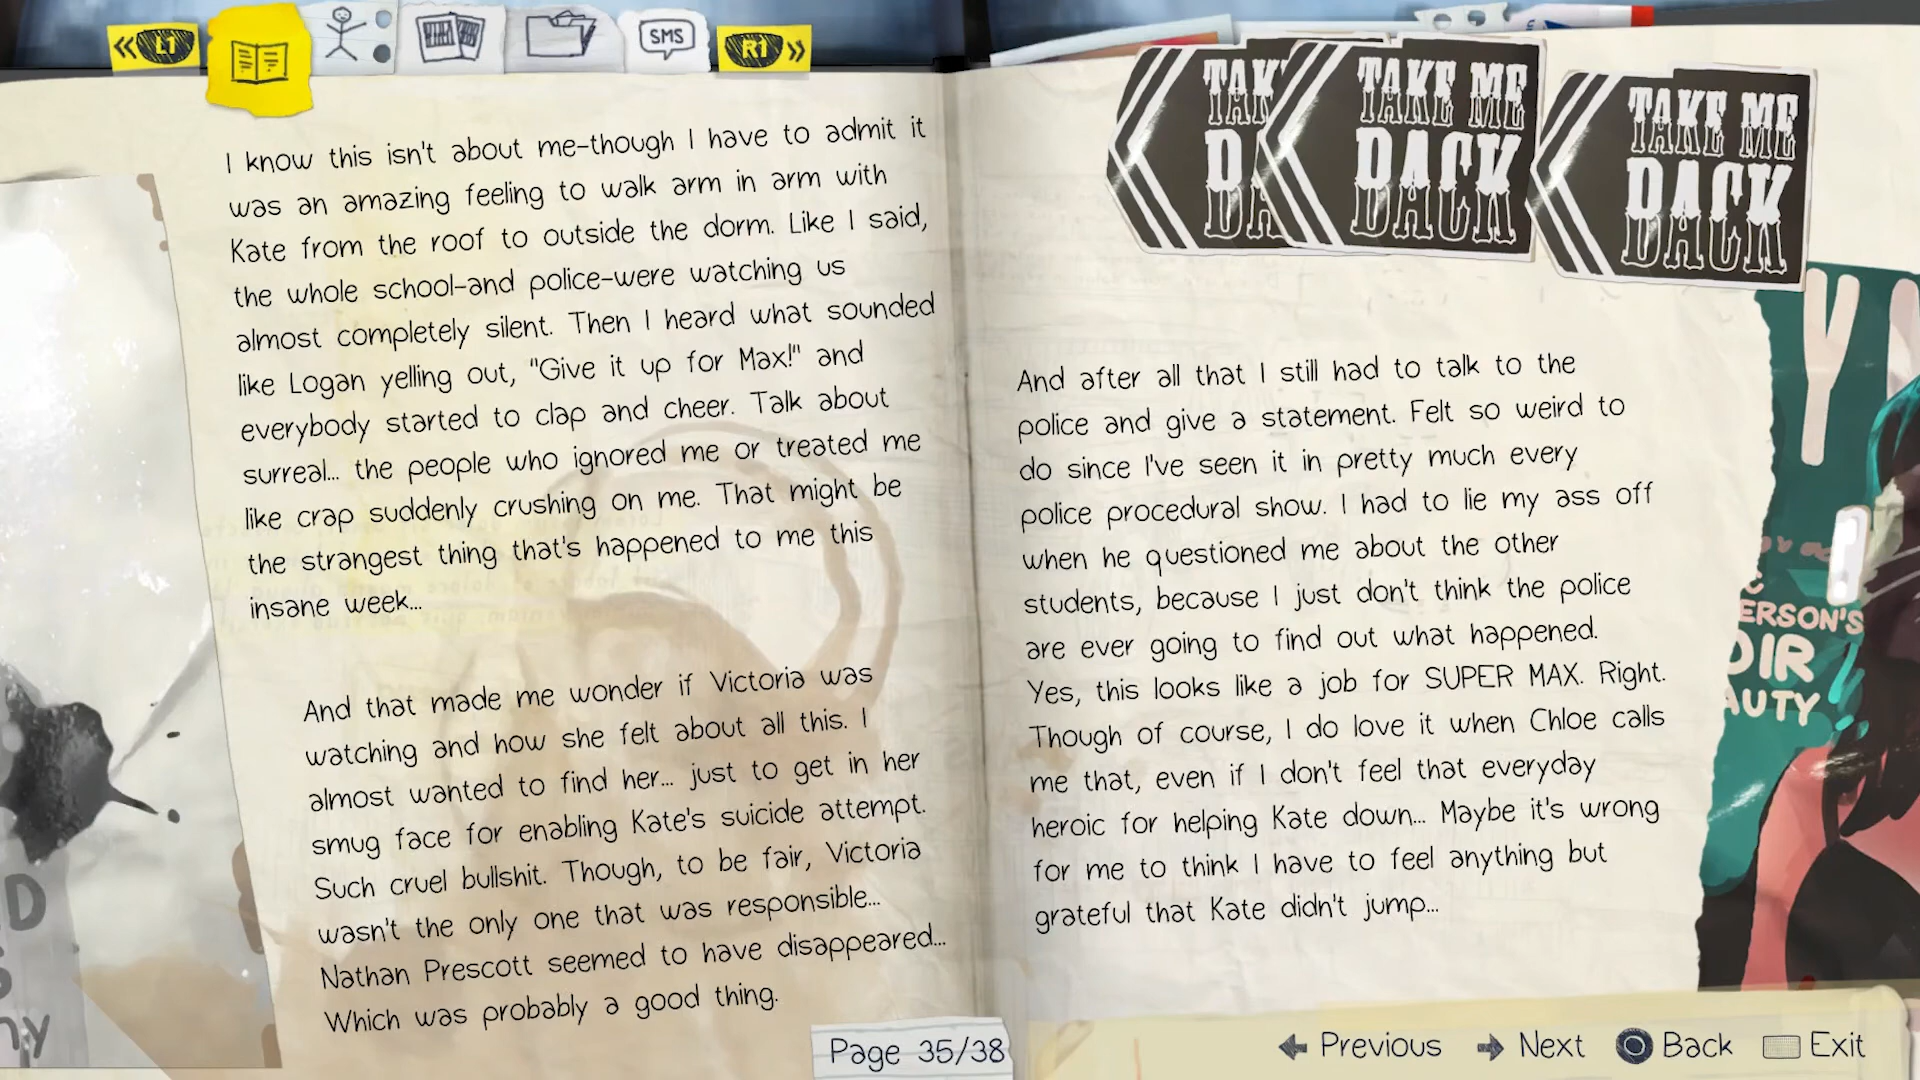 L1
SMS
R1
I know this isn't about me-though I have to admit it
was an amazing feeling to walk arm in arm with
Kate from the roof to outside the dorm. Like I said,
the whole school-and police-were watching us
almost completely silent. Then I heard what sounded
like Logan yelling out, "Give it up for Max!" and
everybody started to clap and cheer. Talk about
surreal... the people who ignored me or treated me
like crap suddenly crushing on me. That might be
the strangest thing that's happened to me this
insane week...
And that made me wonder if Victoria was
watching and how she felt about all this. I
almost wanted to find her... just to get in her
smug face for enabling Kate's suicide attempt.
Such cruel bullshit. Though, to be fair, Victoria
wasn't the only one that was responsible...
Nathan Prescott seemed to have disappeared...
Which was probably a good thing.
TAKE ME
DACK
TAKE ME
DACK
And after all that I still had to talk to the
police and give a statement. Felt so weird to
do since I've seen it in pretty much every
police procedural show. I had to lie my ass off
when he questioned me about the other
students, because I just don't think the police
are ever going to find out what happened.
Yes, this looks like a job for SUPER MAX. Right.
Though of course, I do love it when Chloe calls
me that, even if I don't feel that everyday
heroic for helping Kate down... Maybe it's wrong
for me to think I have to feel anything but
grateful that Kate didn't jump...
ERSON'S
OIR
AUTY
Page 35/38
Previous
Next
Back
Exit